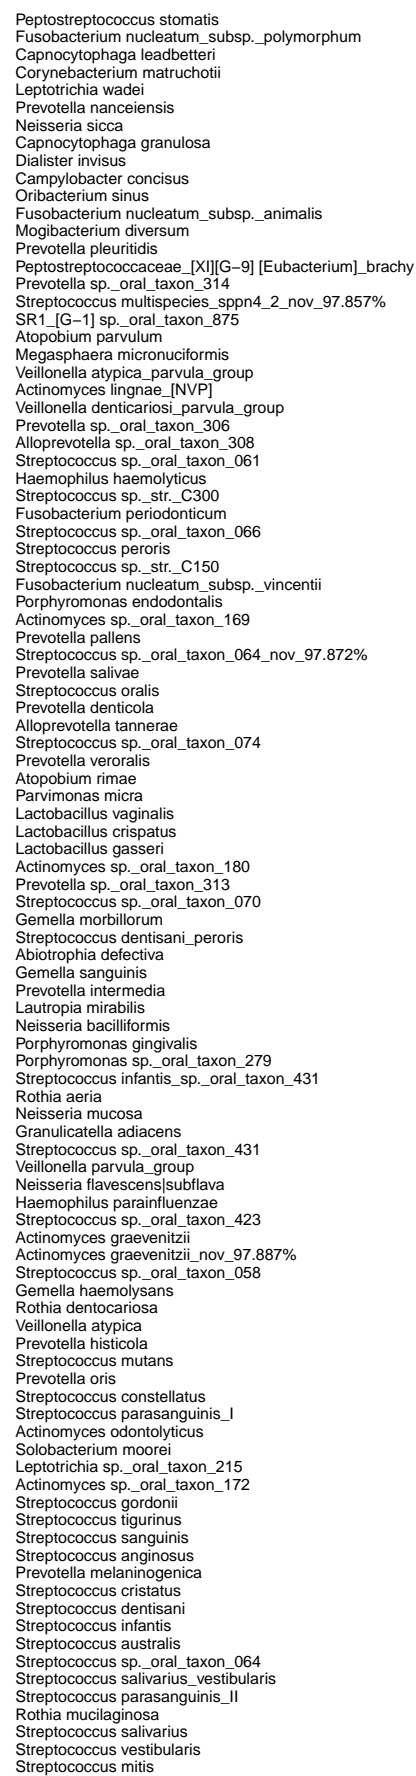 Peptostreptococcus stomatis
Fusobacterium nucleatum_subsp._polymorphum
Capnocytophaga leadbetteri
Corynebacterium matruchotii
Leptotrichia wadei
Prevotella nanceiensis
Neisseria sicca
Capnocytophaga granulosa
Dialister invisus
Campylobacter concisus
Oribacterium sinus
Fusobacterium nucleatum_subsp._animalis
Mogibacterium diversum
Prevotella pleuritidis
Peptostreptococcaceae_[XI][G−9] [Eubacterium]_brachy
Prevotella sp._oral_taxon_314
Streptococcus multispecies_sppn4_2_nov_97.857%
SR1_[G−1] sp._oral_taxon_875
Atopobium parvulum
Megasphaera micronuciformis
Veillonella atypica_parvula_group
Actinomyces lingnae_[NVP]
Veillonella denticariosi_parvula_group
Prevotella sp._oral_taxon_306
Alloprevotella sp._oral_taxon_308
Streptococcus sp._oral_taxon_061
Haemophilus haemolyticus
Streptococcus sp._str._C300
Fusobacterium periodonticum
Streptococcus sp._oral_taxon_066
Streptococcus peroris
Streptococcus sp._str._C150
Fusobacterium nucleatum_subsp._vincentii
Porphyromonas endodontalis
Actinomyces sp._oral_taxon_169
Prevotella pallens
Streptococcus sp._oral_taxon_064_nov_97.872%
Prevotella salivae
Streptococcus oralis
Prevotella denticola
Alloprevotella tannerae
Streptococcus sp._oral_taxon_074
Prevotella veroralis
Atopobium rimae
Parvimonas micra
Lactobacillus vaginalis
Lactobacillus crispatus
Lactobacillus gasseri
Actinomyces sp._oral_taxon_180
Prevotella sp._oral_taxon_313
Streptococcus sp._oral_taxon_070
Gemella morbillorum
Streptococcus dentisani_peroris
Abiotrophia defectiva
Gemella sanguinis
Prevotella intermedia
Lautropia mirabilis
Neisseria bacilliformis
Porphyromonas gingivalis
Porphyromonas sp._oral_taxon_279
Streptococcus infantis_sp._oral_taxon_431
Rothia aeria
Neisseria mucosa
Granulicatella adiacens
Streptococcus sp._oral_taxon_431
Veillonella parvula_group
Neisseria flavescens|subflava
Haemophilus parainfluenzae
Streptococcus sp._oral_taxon_423
Actinomyces graevenitzii
Actinomyces graevenitzii_nov_97.887%
Streptococcus sp._oral_taxon_058
Gemella haemolysans
Rothia dentocariosa
Veillonella atypica
Prevotella histicola
Streptococcus mutans
Prevotella oris
Streptococcus constellatus
Streptococcus parasanguinis_I
Actinomyces odontolyticus
Solobacterium moorei
Leptotrichia sp._oral_taxon_215
Actinomyces sp._oral_taxon_172
Streptococcus gordonii
Streptococcus tigurinus
Streptococcus sanguinis
Streptococcus anginosus
Prevotella melaninogenica
Streptococcus cristatus
Streptococcus dentisani
Streptococcus infantis
Streptococcus australis
Streptococcus sp._oral_taxon_064
Streptococcus salivarius_vestibularis
Streptococcus parasanguinis_II
Rothia mucilaginosa
Streptococcus salivarius
Streptococcus vestibularis
Streptococcus mitis